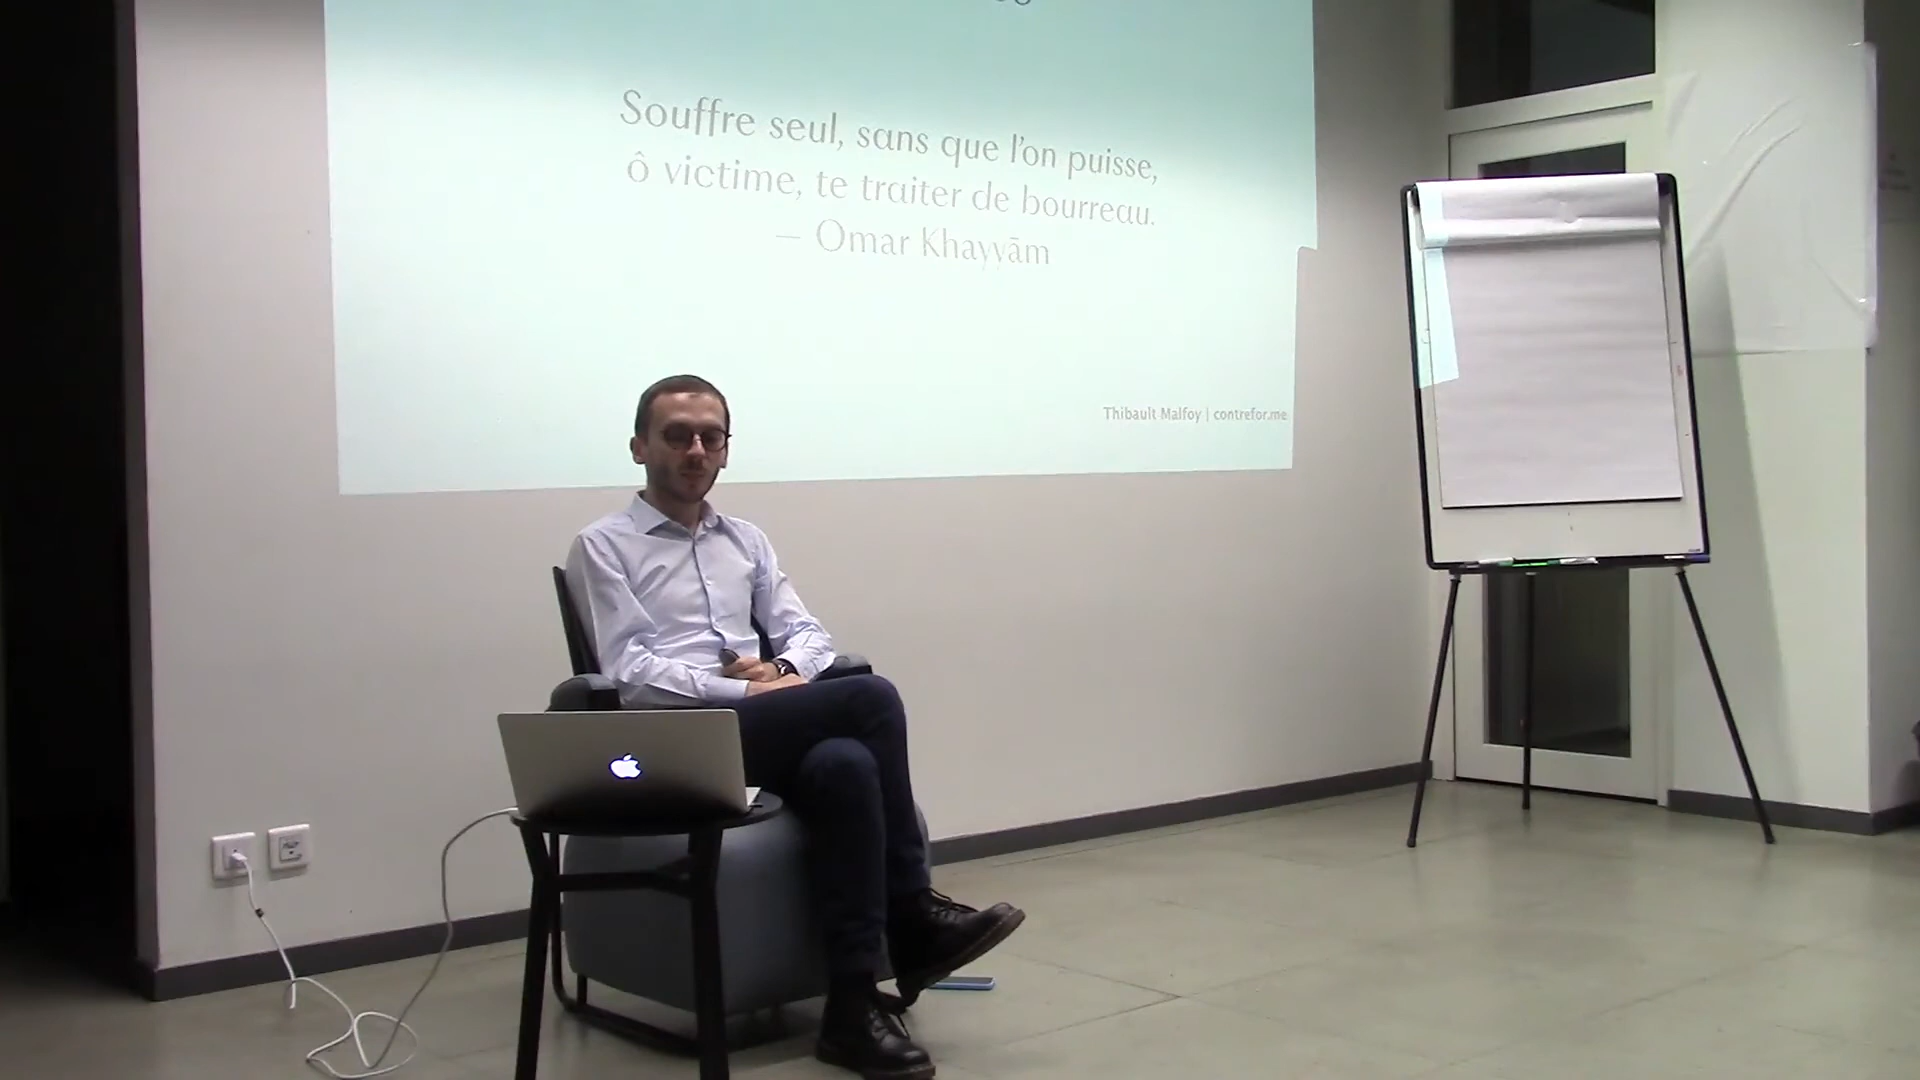 Souffre seul, sans que l'on puisse,
ô victime, te traiter de bourreau.
— Omar Khayyām
Thibault Malfoy | contrefor.me